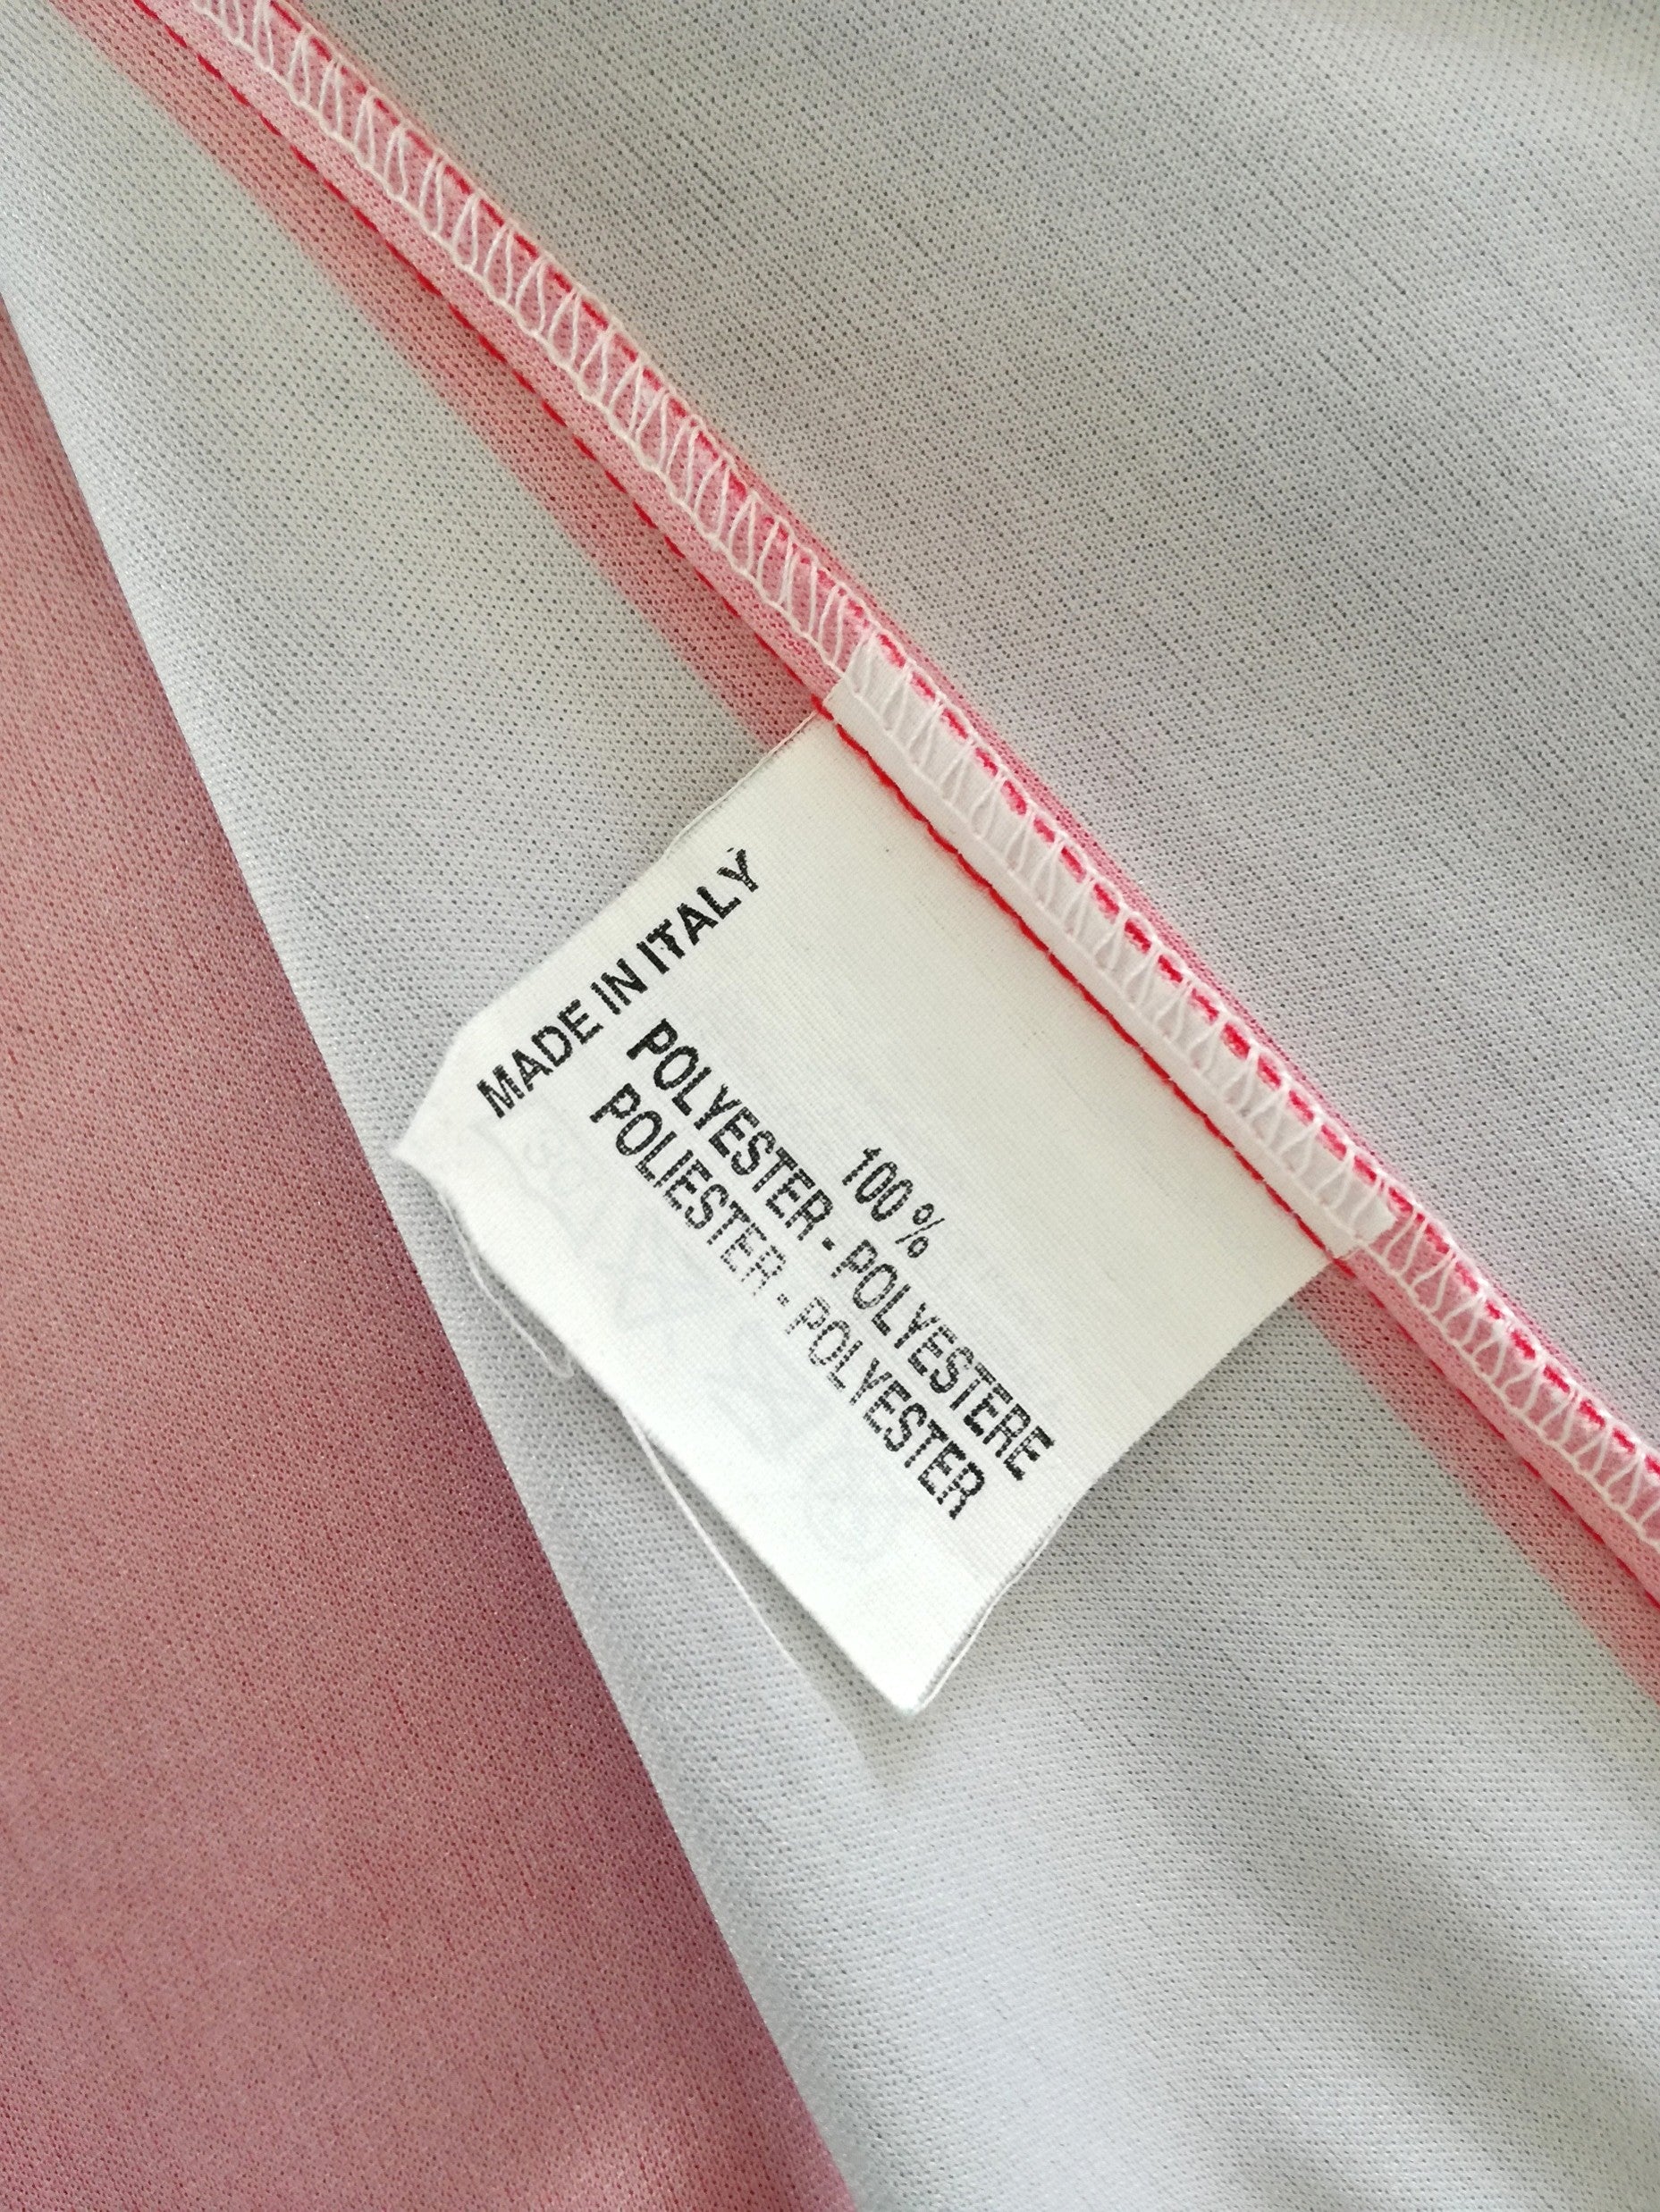 MADE IN ITALY
100%
POLYESTER - POLYESTERE
POLIESTER - POLYESTER